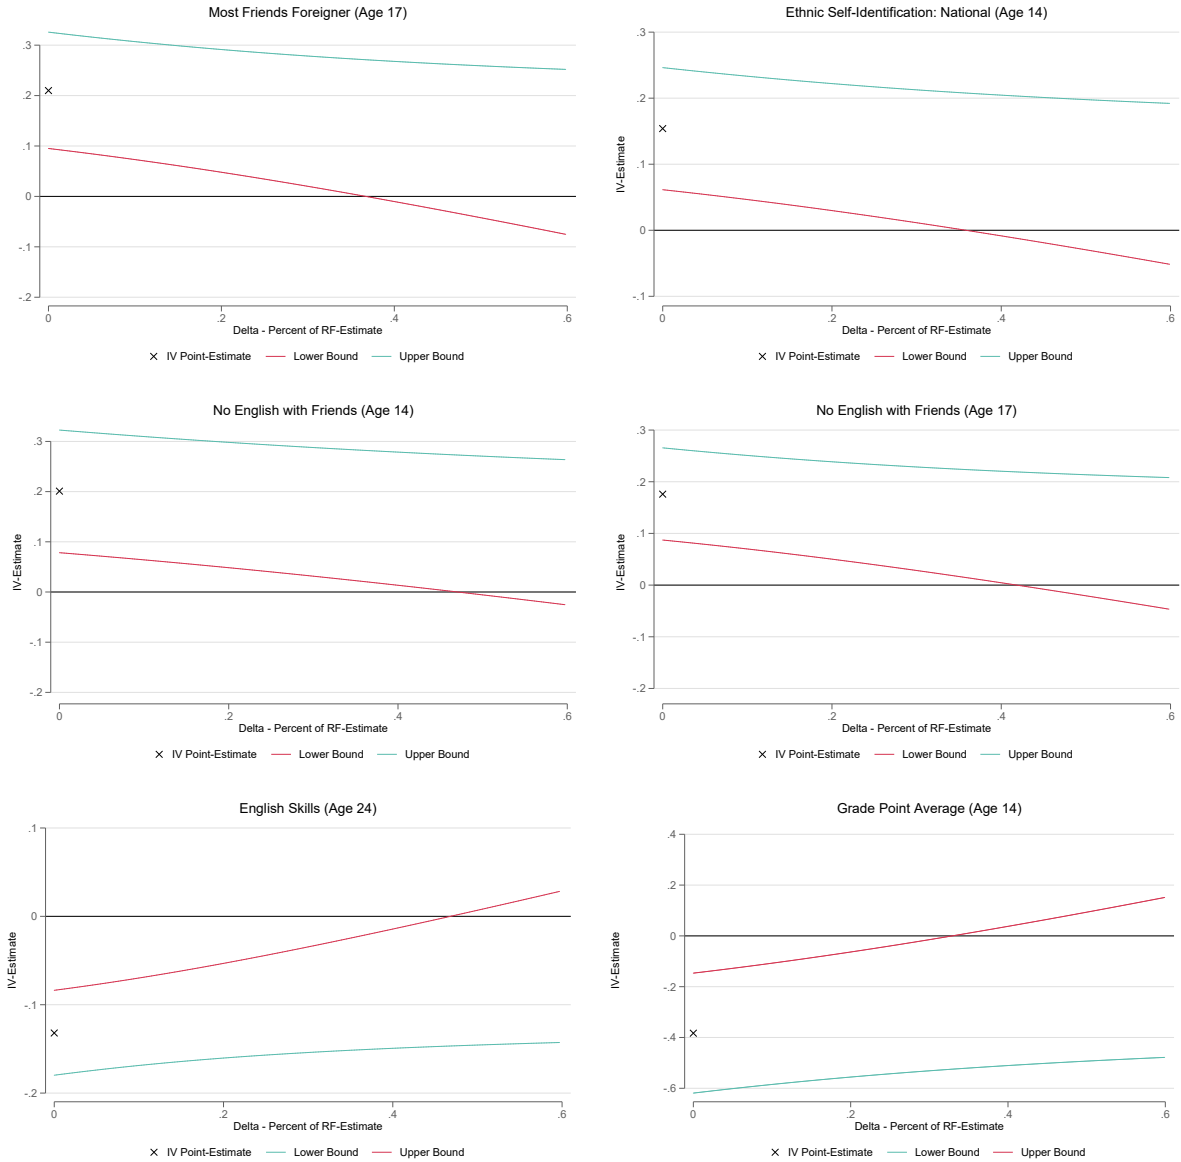 Most Friends Foreigner (Age 17)
.3
.2
.1
0
-.1
-.2
0 .2 .4 .6
Delta - Percent of RF-Estimate
IV Point-Estimate Lower Bound Upper Bound
Ethnic Self-Identification: National (Age 14)
IV-Estimate
.3
.2
.1
0
-.1
0 .2 .4 .6
Delta - Percent of RF-Estimate
IV Point-Estimate Lower Bound Upper Bound
No English with Friends (Age 14)
IV-Estimate
.3
.2
.1
0
-.1
-.2
0 .2 .4 .6
Delta - Percent of RF-Estimate
IV Point-Estimate Lower Bound Upper Bound
No English with Friends (Age 17)
IV-Estimate
.3
.2
.1
0
-.1
-.2
0 .2 .4 .6
Delta - Percent of RF-Estimate
IV Point-Estimate Lower Bound Upper Bound
English Skills (Age 24)
IV-Estimate
.1
0
-.1
-.2
0 .2 .4 .6
Delta - Percent of RF-Estimate
IV Point-Estimate Lower Bound Upper Bound
Grade Point Average (Age 14)
IV-Estimate
.4
.2
0
-.2
-.4
-.6
0 .2 .4 .6
Delta - Percent of RF-Estimate
IV Point-Estimate Lower Bound Upper Bound